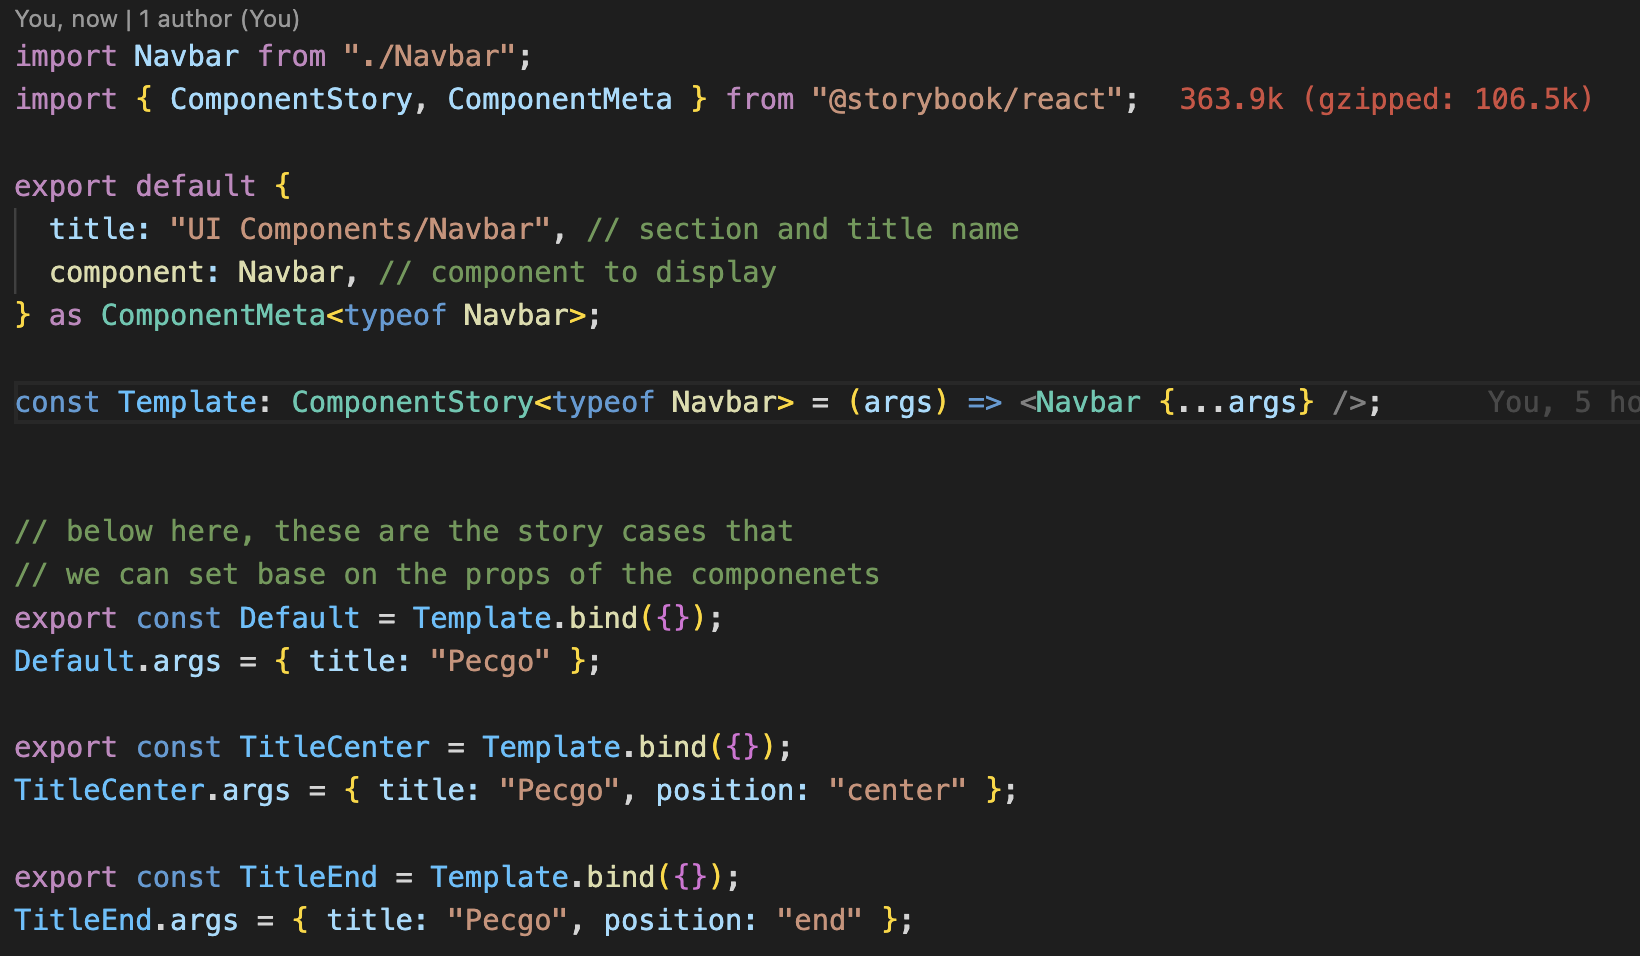 You, now | 1 author (You)
import Navbar from "./Navbar";
import { ComponentStory, ComponentMeta } from "@storybook/react"; 363.9k (gzipped: 106.5k)
export default {
title: "UI Components/Navbar", // section and title name
component: Navbar, // component to display
} as ComponentMeta<typeof Navbar>;
const Template: ComponentStory<typeof Navbar> = (args) => <Navbar {...args} />; You, 5 ho
// below here, these are the story cases that
// we can set base on the props of the componenets
export const Default = Template.bind({});
Default.args = { title: "Pecgo" };
export const TitleCenter = Template.bind({});
TitleCenter.args = { title: "Pecgo", position: "center" };
export const TitleEnd = Template.bind({});
TitleEnd.args = { title: "Pecgo", position: "end" };